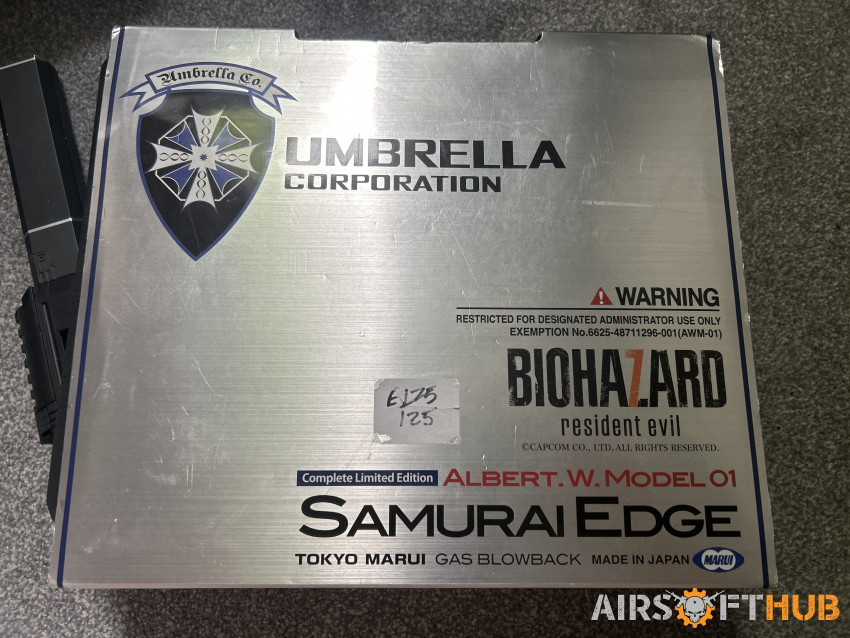 Umbrella Co.
UMBRELLA
CORPORATION
WARNING
RESTRICTED FOR DESIGNATED ADMINISTRATOR USE ONLY
EXEMPTION No.6625-48711296-001(AWM-01)
BIOHAZARD
resident evil
©CAPCOM CO., LTD. ALL RIGHTS RESERVED.
£175
125
Complete Limited Edition ALBERT.W.MODEL 01
SAMURAI EDGE
TOKYO MARUI GAS BLOWBACK MADE IN JAPAN MARUI
AIRSOFTHUB